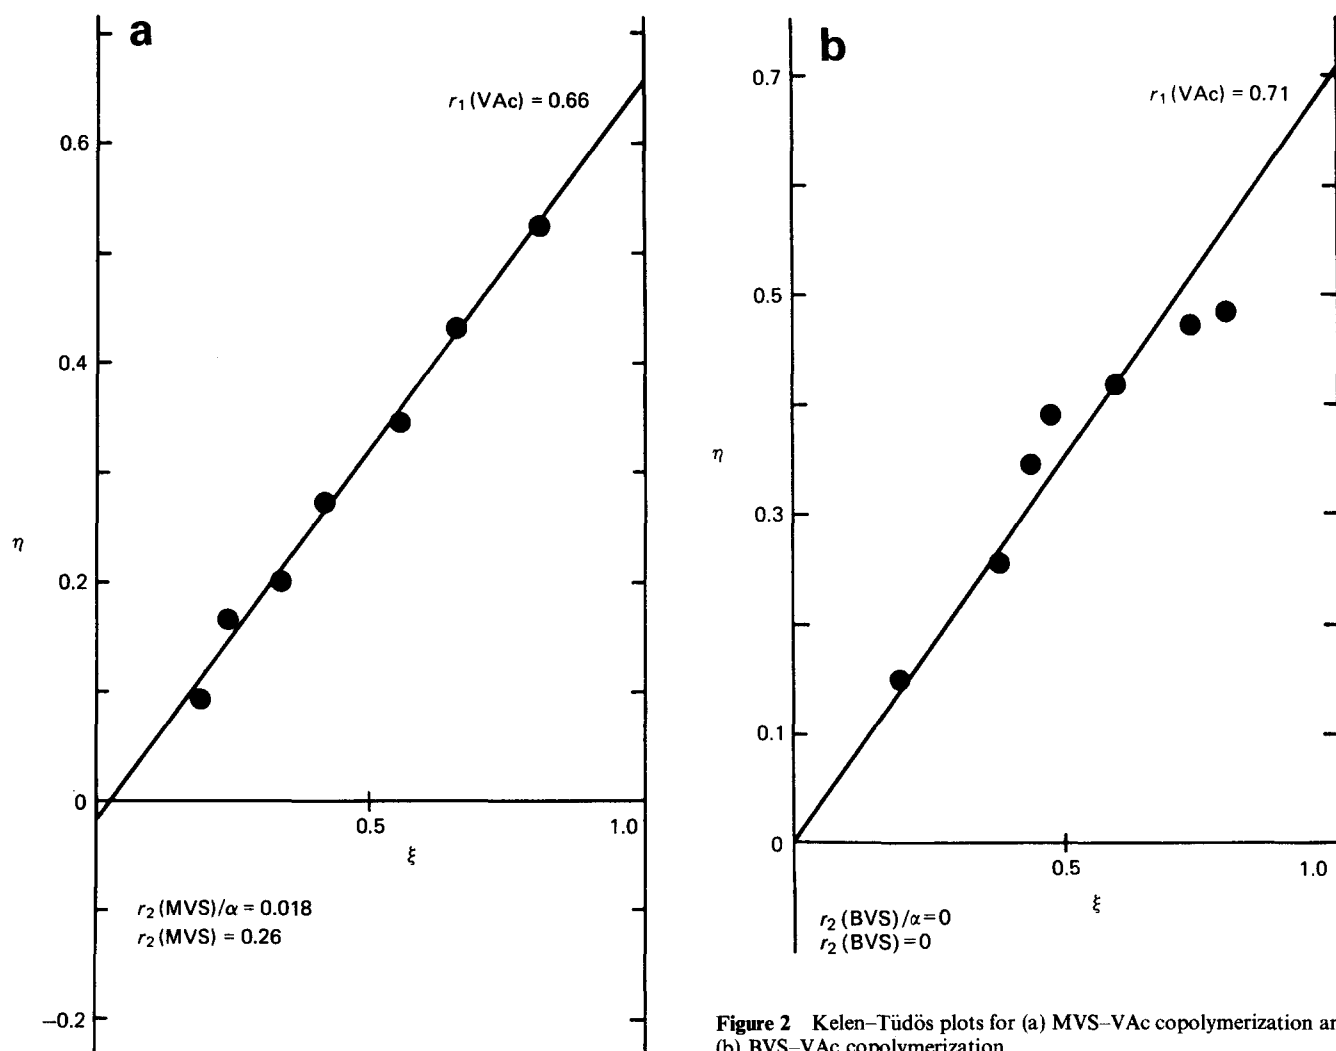 a
r₁(VAc) = 0.66
0.6
0.4
η
0.2
0
0.5
1.0
ξ
r₂(MVS)/α = 0.018
r₂(MVS) = 0.26
−0.2
b
0.7
r₁(VAc) = 0.71
0.5
η
0.3
0.1
0
0.5
1.0
ξ
r₂(BVS)/α=0
r₂(BVS)=0
Figure 2 Kelen–Tüdös plots for (a) MVS–VAc copolymerization
(b) BVS–VAc copolymerization